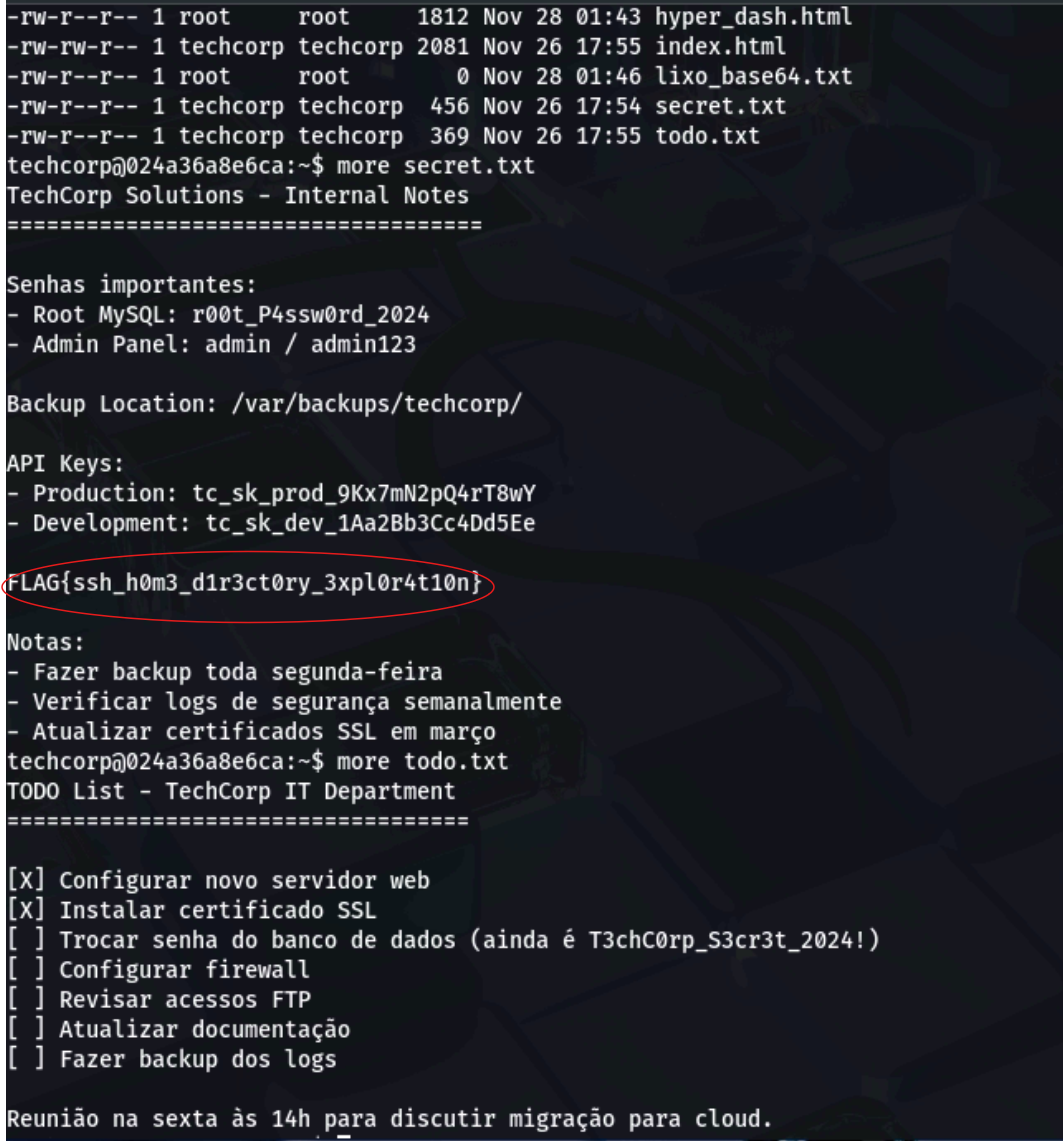 -rw-r--r-- 1 root     root     1812 Nov 28 01:43 hyper_dash.html
-rw-rw-r-- 1 techcorp techcorp 2081 Nov 26 17:55 index.html
-rw-r--r-- 1 root     root        0 Nov 28 01:46 lixo_base64.txt
-rw-r--r-- 1 techcorp techcorp  456 Nov 26 17:54 secret.txt
-rw-r--r-- 1 techcorp techcorp  369 Nov 26 17:55 todo.txt
techcorp@024a36a8e6ca:~$ more secret.txt
TechCorp Solutions - Internal Notes
====================================
Senhas importantes:
- Root MySQL: r00t_P4ssw0rd_2024
- Admin Panel: admin / admin123
Backup Location: /var/backups/techcorp/
API Keys:
- Production: tc_sk_prod_9Kx7mN2pQ4rT8wY
- Development: tc_sk_dev_1Aa2Bb3Cc4Dd5Ee
FLAG{ssh_h0m3_d1r3ct0ry_3xpl0r4t10n}
Notas:
- Fazer backup toda segunda-feira
- Verificar logs de segurança semanalmente
- Atualizar certificados SSL em março
techcorp@024a36a8e6ca:~$ more todo.txt
TODO List - TechCorp IT Department
===================================
[X] Configurar novo servidor web
[X] Instalar certificado SSL
[ ] Trocar senha do banco de dados (ainda é T3chC0rp_S3cr3t_2024!)
[ ] Configurar firewall
[ ] Revisar acessos FTP
[ ] Atualizar documentação
[ ] Fazer backup dos logs
Reunião na sexta às 14h para discutir migração para cloud.